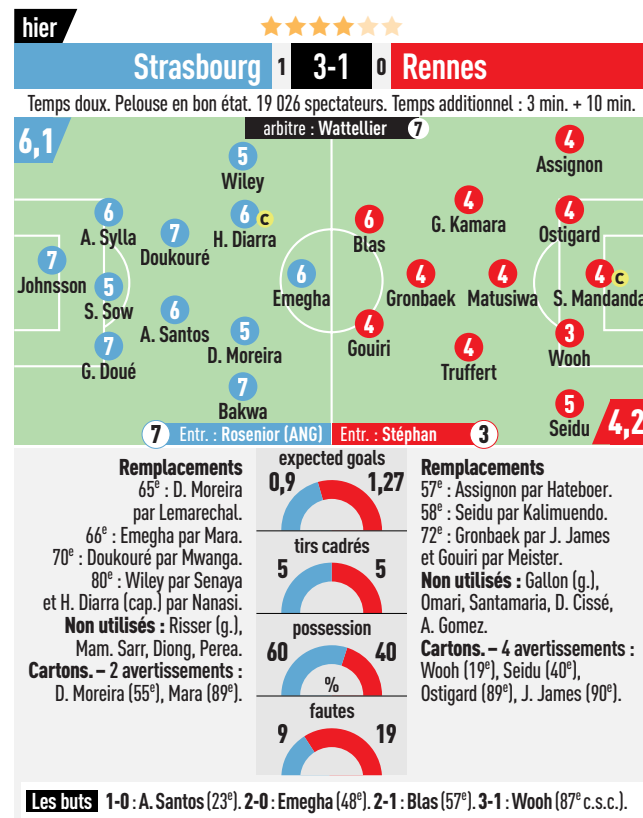 hier
Strasbourg 1 3-1 0 Rennes
Temps doux. Pelouse en bon état. 19 026 spectateurs. Temps additionnel : 3 min. + 10 min.
arbitre : Wattellier 7
6,1
5
Wiley
6
A. Sylla
7
Doukouré
6 C
H. Diarra
7
Johnsson
5
S. Sow
6
A. Santos
6
Emegha
7
G. Doué
5
D. Moreira
7
Bakwa
4
Assignon
6
Blas
4
G. Kamara
4
Ostigard
4
Gronbaek
4
Matusiwa
4 C
S. Mandanda
4
Gouiri
4
Truffert
3
Wooh
5
Seidu
4,2
7 Entr. : Rosenior (ANG)
Entr. : Stéphan 3
Remplacements
65e : D. Moreira
par Lemarechal.
66e : Emegha par Mara.
70e : Doukouré par Mwanga.
80e : Wiley par Senaya
et H. Diarra (cap.) par Nanasi.
Non utilisés : Risser (g.),
Mam. Sarr, Diong, Perea.
Cartons. – 2 avertissements :
D. Moreira (55e), Mara (89e).
expected goals
0,9 1,27
tirs cadrés
5 5
possession
60 40
%
fautes
9 19
Remplacements
57e : Assignon par Hateboer.
58e : Seidu par Kalimuendo.
72e : Gronbaek par J. James
et Gouiri par Meister.
Non utilisés : Gallon (g.),
Omari, Santamaria, D. Cissé,
A. Gomez.
Cartons. – 4 avertissements :
Wooh (19e), Seidu (40e),
Ostigard (89e), J. James (90e).
Les buts 1-0 : A. Santos (23e). 2-0 : Emegha (48e). 2-1 : Blas (57e). 3-1 : Wooh (87e c.s.c.).